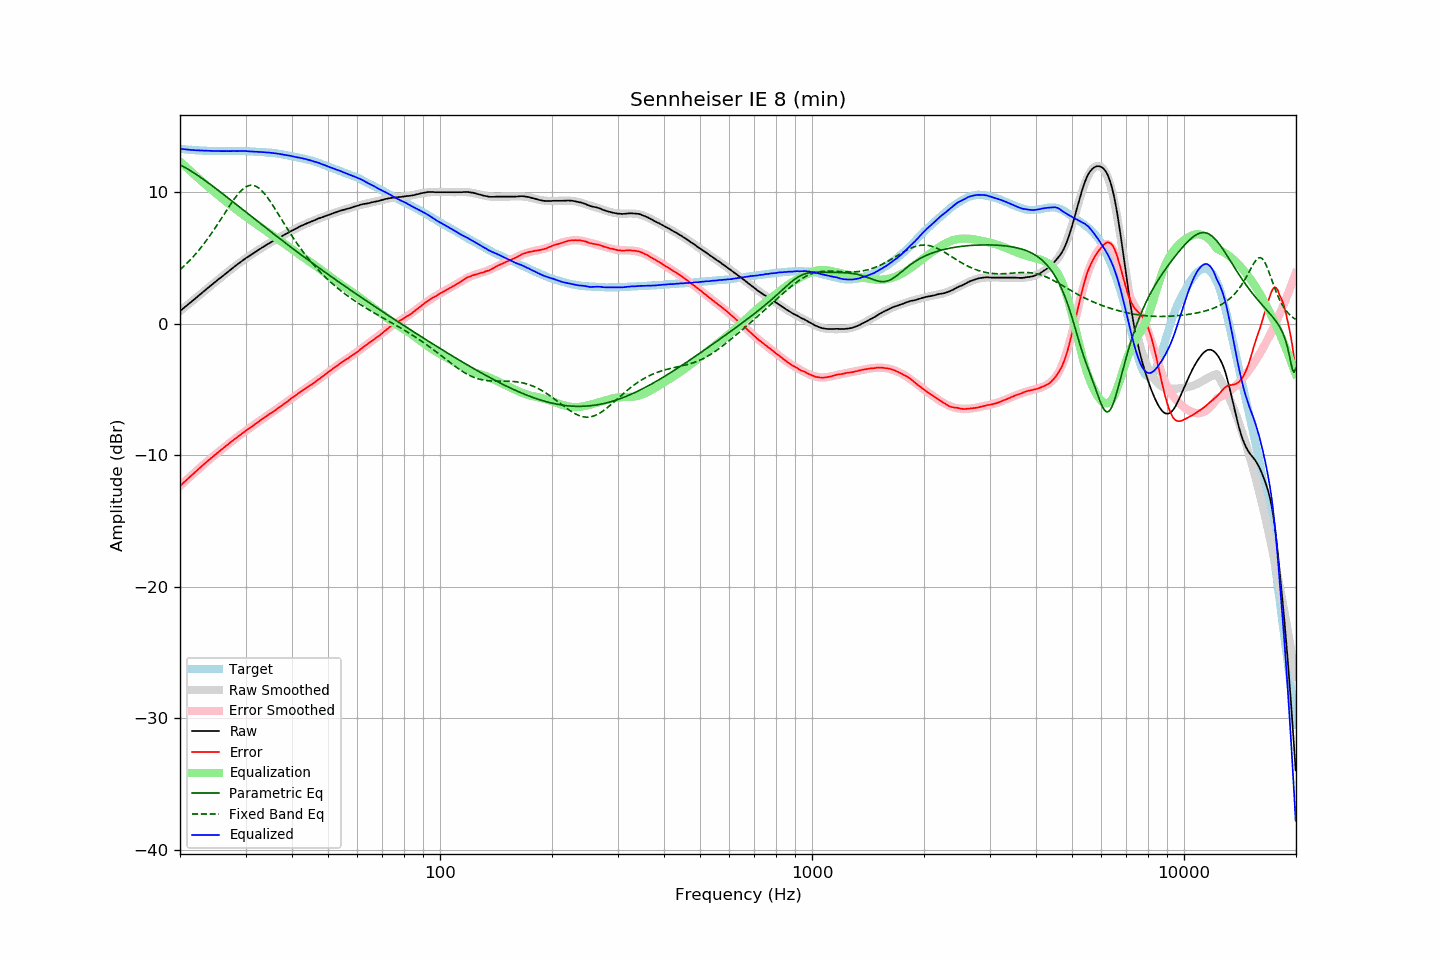 Sennheiser IE 8 (min)
Amplitude (dBr)
10
0
−10
−20
−30
−40
Target
Raw Smoothed
Error Smoothed
Raw
Error
Equalization
Parametric Eq
Fixed Band Eq
Equalized
100 1000 10000
Frequency (Hz)